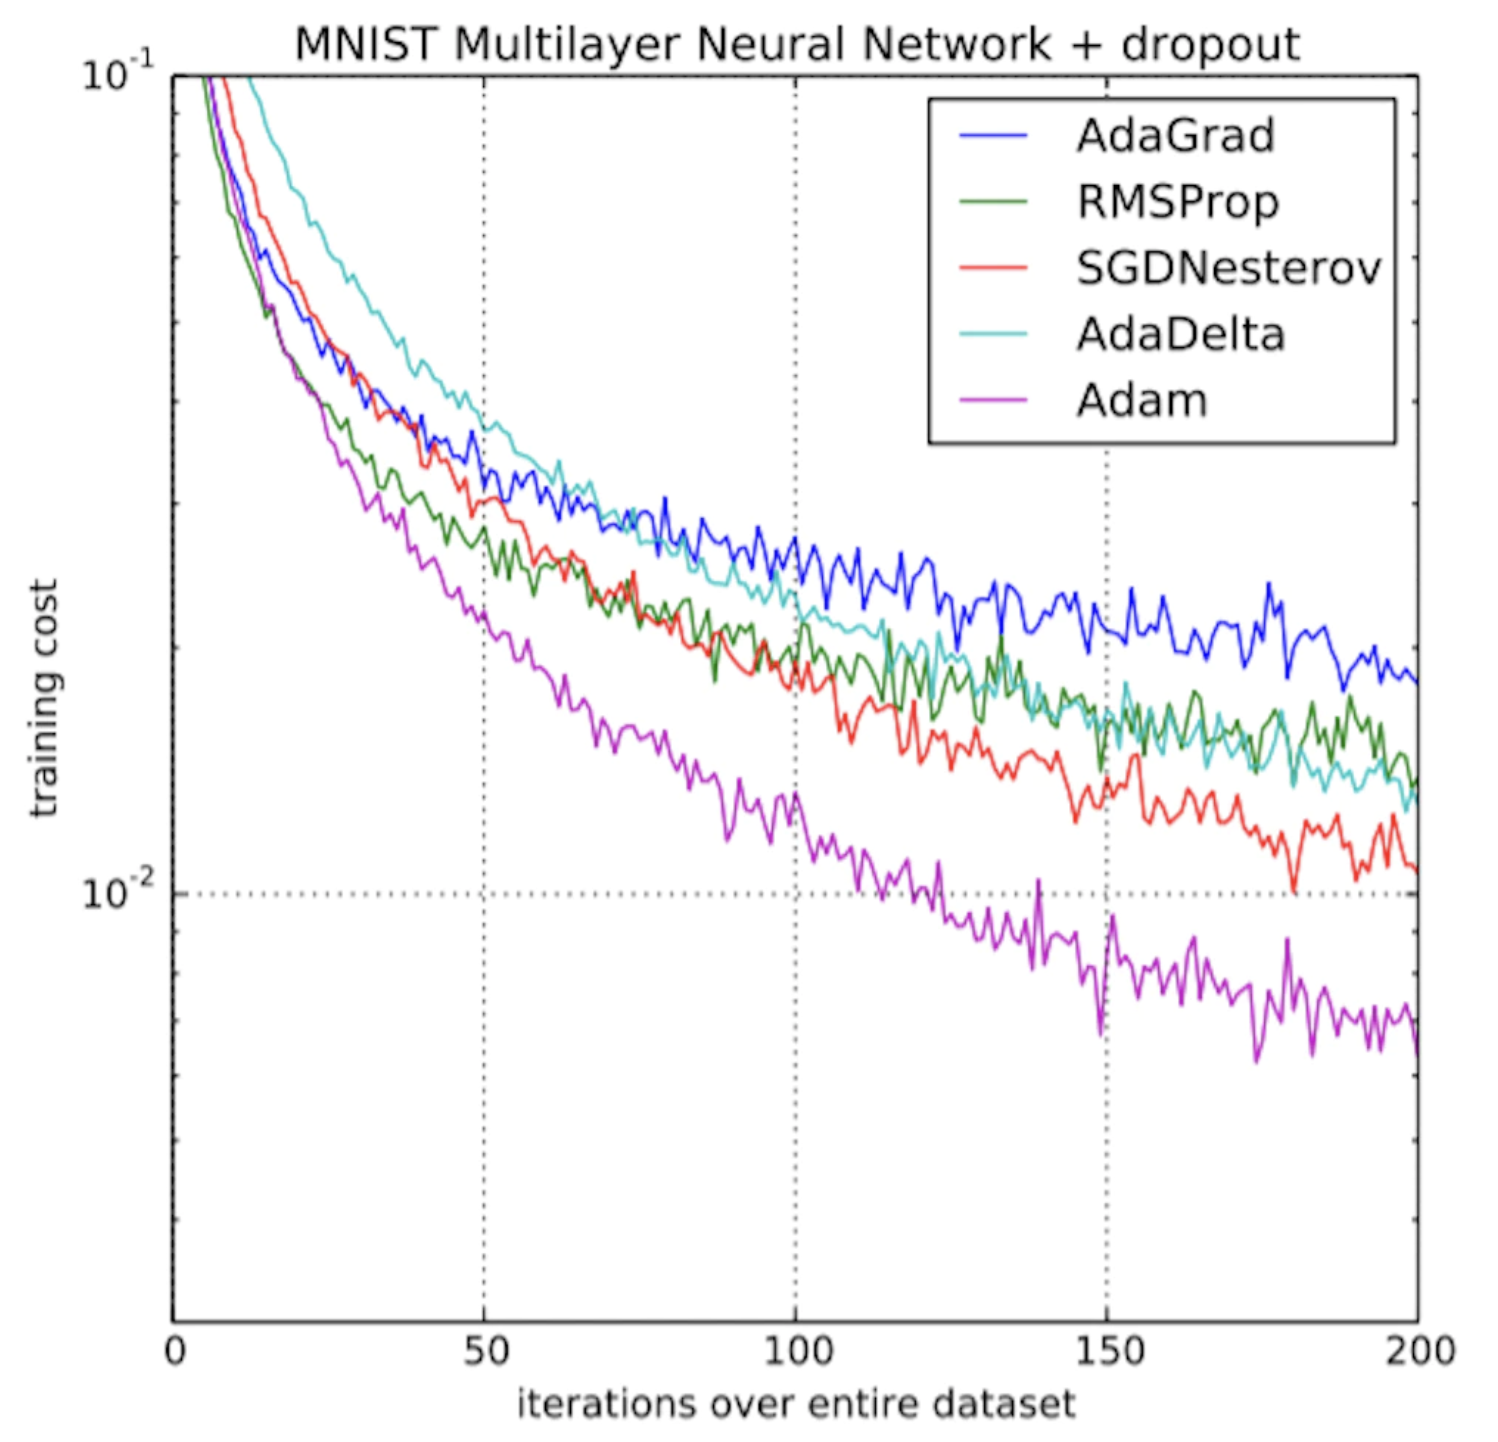 MNIST Multilayer Neural Network + dropout
10⁻¹
AdaGrad
RMSProp
SGDNesterov
AdaDelta
Adam
training cost
10⁻²
0 50 100 150 200
iterations over entire dataset